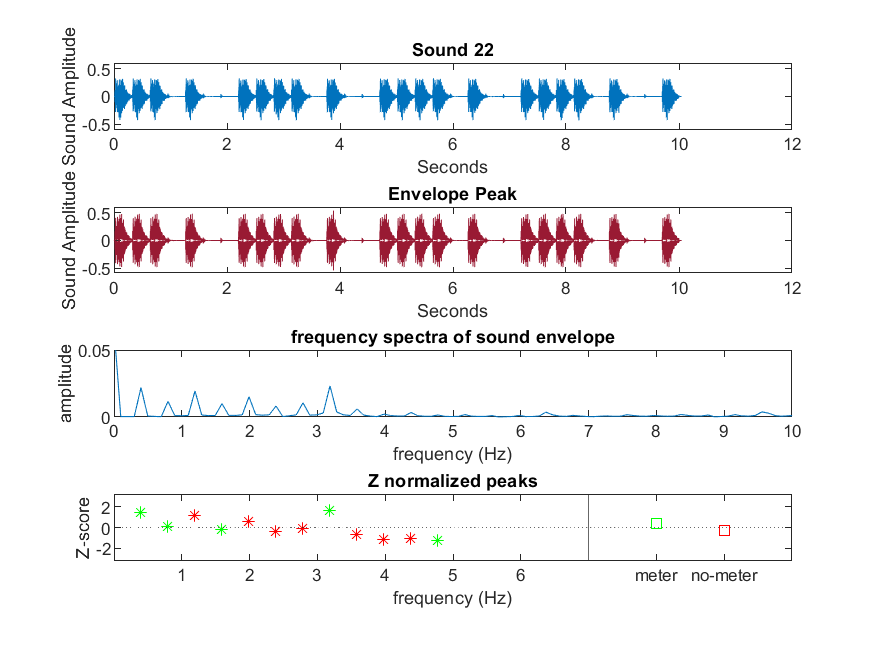 Sound 22
Sound Amplitude
0.5
0
-0.5
0 2 4 6 8 10 12
Seconds
Envelope Peak
Sound Amplitude
0.5
0
-0.5
0 2 4 6 8 10 12
Seconds
frequency spectra of sound envelope
amplitude
0.05
0
0 1 2 3 4 5 6 7 8 9 10
frequency (Hz)
Z normalized peaks
Z-score
2
0
-2
1 2 3 4 5 6 meter no-meter
frequency (Hz)